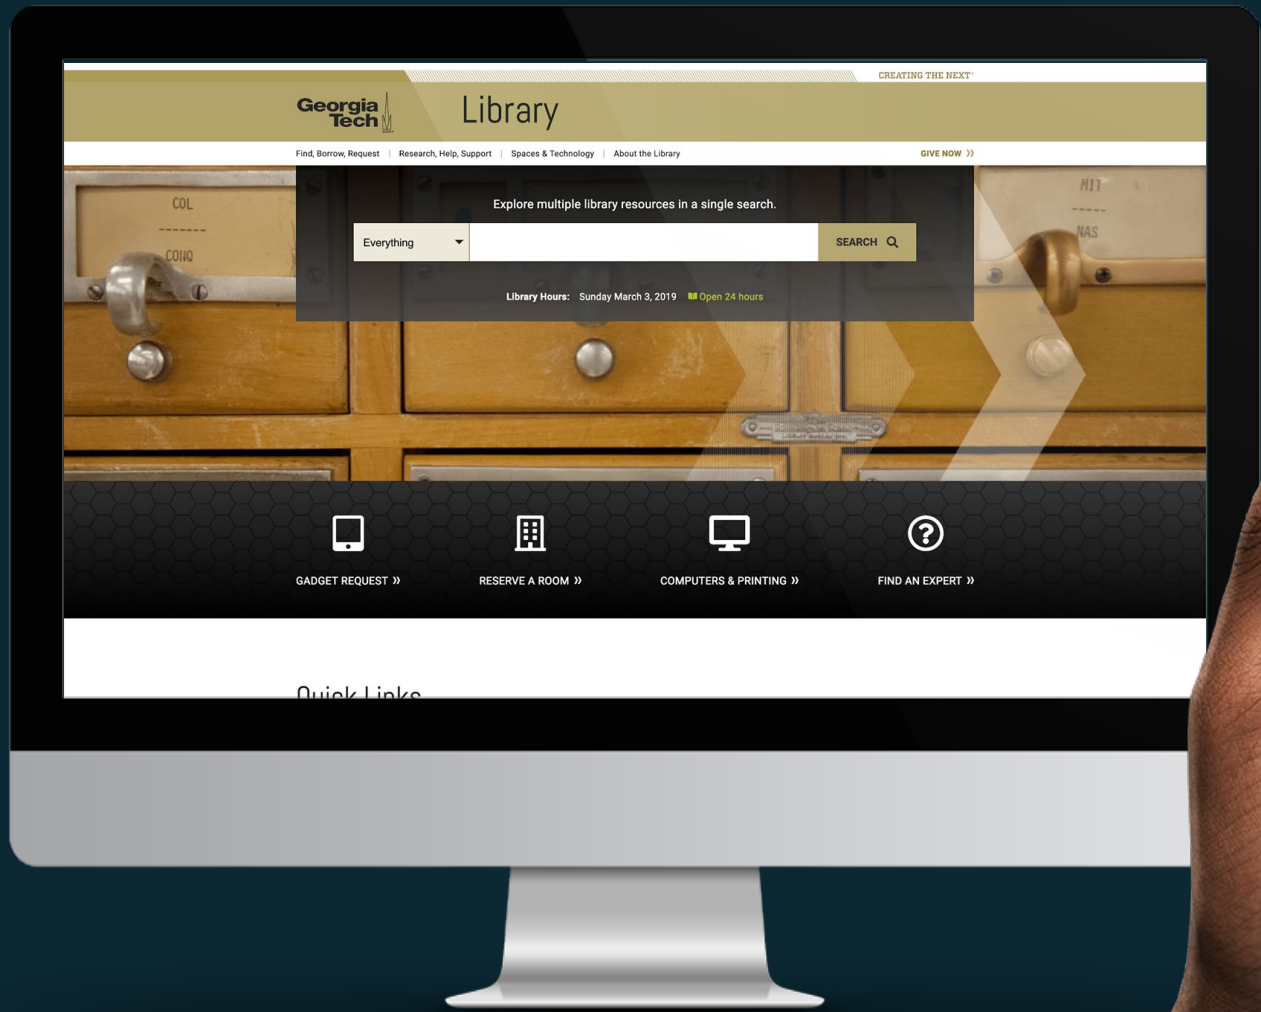 CREATING THE NEXT
Georgia
Tech
Library
Find, Borrow, Request | Research, Help, Support | Spaces & Technology | About the Library
GIVE NOW
COL
------
CONQ
MIT
-----
NAS
Explore multiple library resources in a single search.
Everything
SEARCH
Library Hours: Sunday March 3, 2019 Open 24 hours
GADGET REQUEST
RESERVE A ROOM
COMPUTERS & PRINTING
FIND AN EXPERT
Quick Links